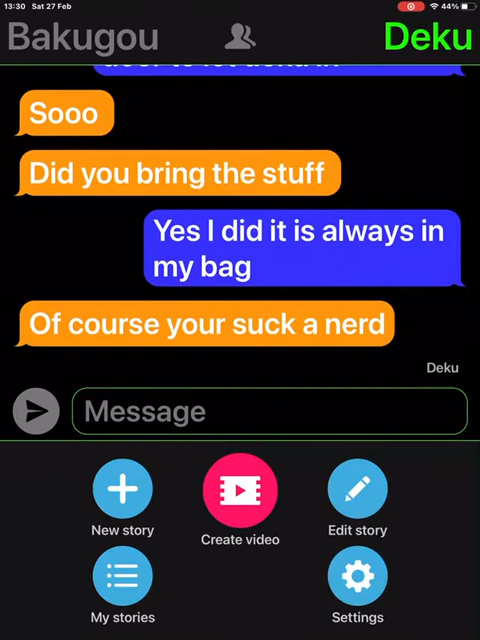 13:30 Sat 27 Feb 44%
Bakugou Deku
Sooo
Did you bring the stuff
Yes I did it is always in
my bag
Of course your suck a nerd
Deku
Message
New story
Create video
Edit story
My stories
Settings